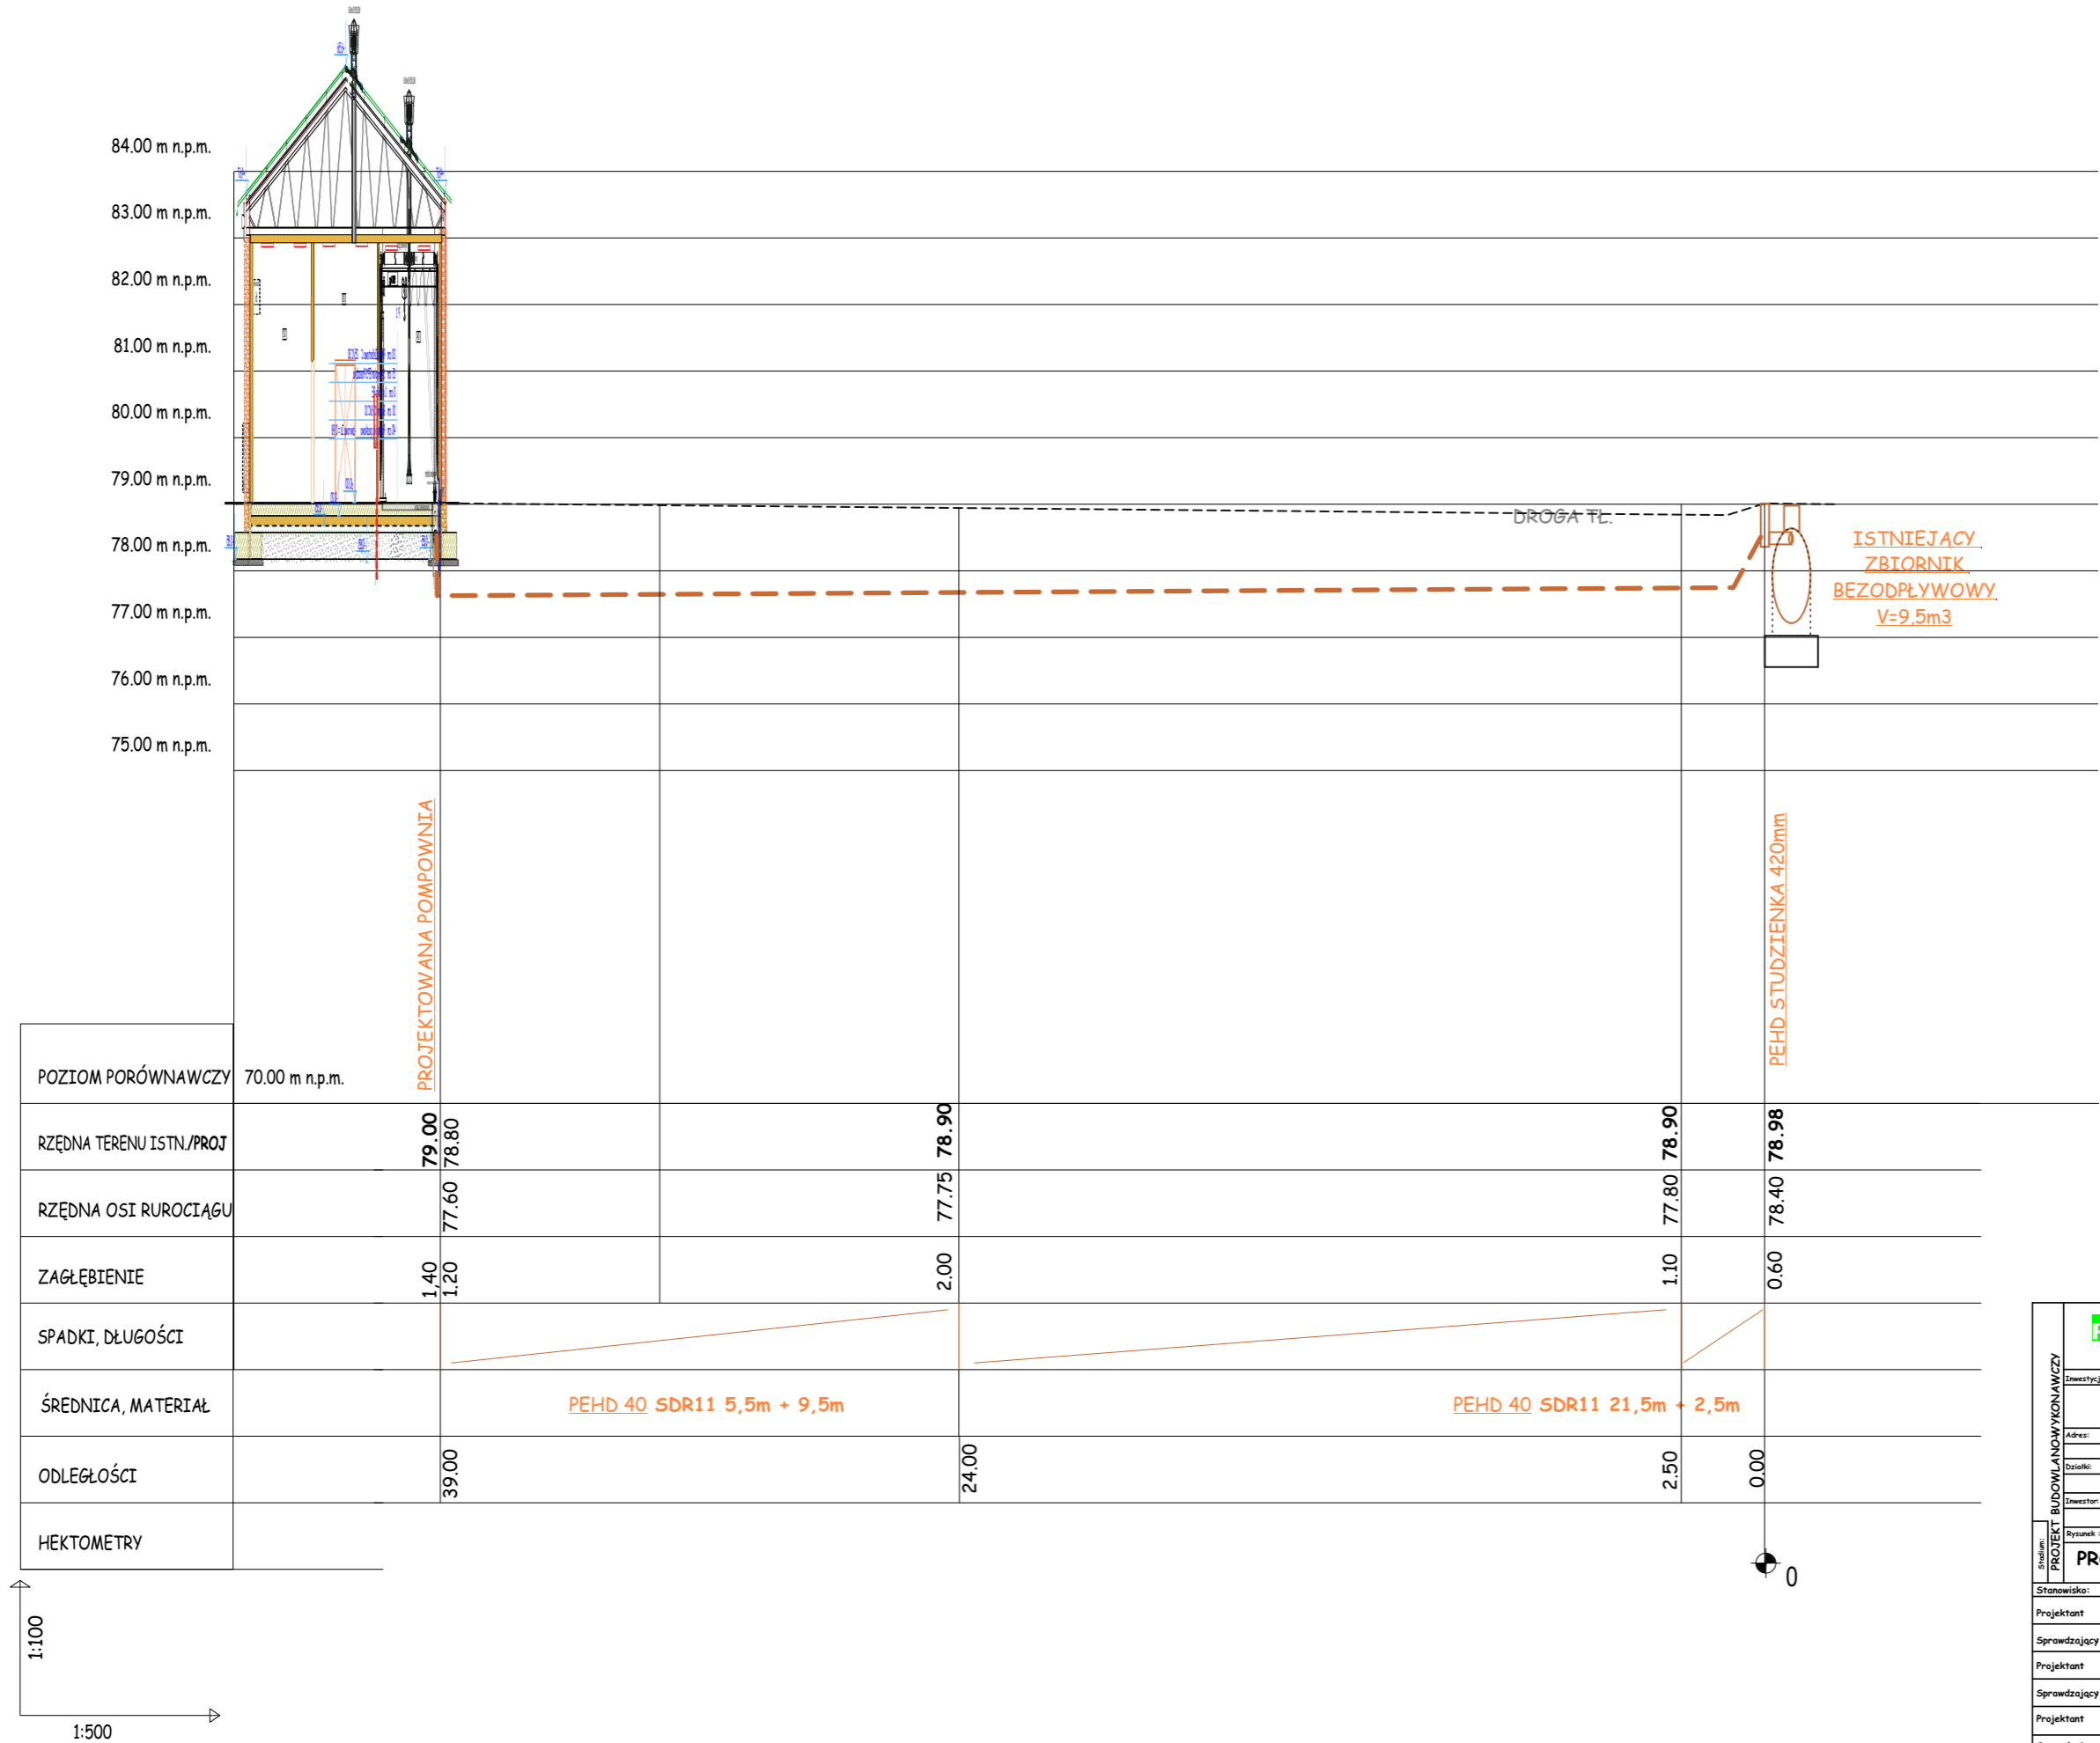 84.00 m n.p.m.
83.00 m n.p.m.
82.00 m n.p.m.
81.00 m n.p.m.
80.00 m n.p.m.
79.00 m n.p.m.
78.00 m n.p.m.
77.00 m n.p.m.
76.00 m n.p.m.
75.00 m n.p.m.
DROGA TŁ.
ISTNIEJĄCY
ZBIORNIK
BEZODPŁYWOWY
V=9,5m3
PROJEKTOWANA POMPOWNIA
PEHD STUDZIENKA 420mm
POZIOM PORÓWNAWCZY 70.00 m n.p.m.
RZĘDNA TERENU ISTN./PROJ 79.00 78.80 78.90 78.90 78.98
RZĘDNA OSI RUROCIĄGU 77.60 77.75 77.80 78.40
ZAGŁĘBIENIE 1,40 1.20 2.00 1.10 0.60
SPADKI, DŁUGOŚCI
ŚREDNICA, MATERIAŁ PEHD 40 SDR11 5,5m + 9,5m PEHD 40 SDR11 21,5m + 2,5m
ODLEGŁOŚCI 39.00 24.00 2.50 0.00
HEKTOMETRY
0
1:100
1:500
Stadium:
PROJEKT BUDOWLANO-WYKONAWCZY
Adres:
Działki:
Inwestor:
Rysunek
Stanowisko:
Projektant
Sprawdzający
Projektant
Sprawdzający
Projektant